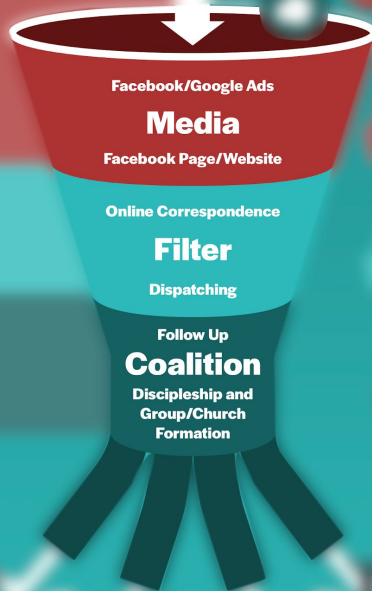 Facebook/Google Ads
Media
Facebook Page/Website
Online Correspondence
Filter
Dispatching
Follow Up
Coalition
Discipleship and
Group/Church
Formation